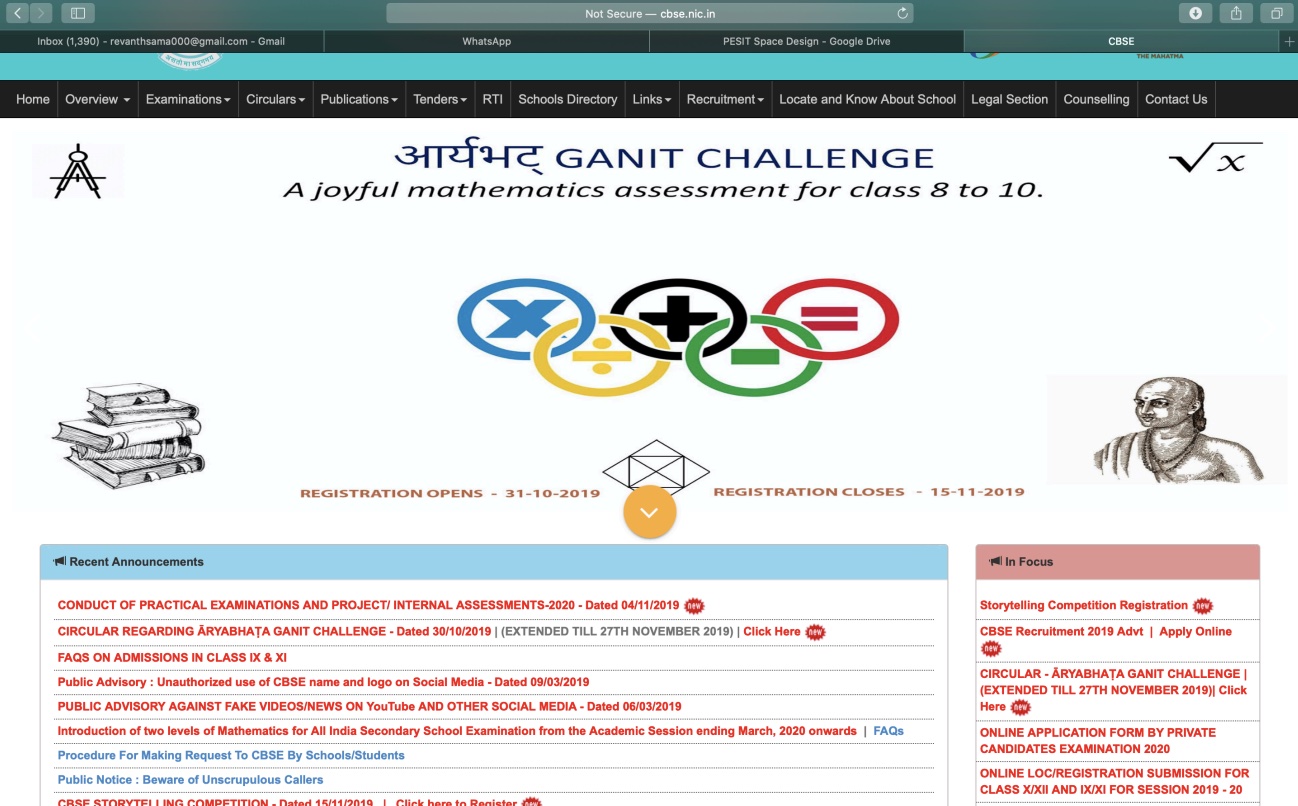 Not Secure — cbse.nic.in
Inbox (1,390) - revanthsama000@gmail.com - Gmail
WhatsApp
PESIT Space Design - Google Drive
CBSE
असतो मा सद्गमय
THE MAHATMA
Home
Overview
Examinations
Circulars
Publications
Tenders
RTI
Schools Directory
Links
Recruitment
Locate and Know About School
Legal Section
Counselling
Contact Us
आर्यभट् GANIT CHALLENGE
A joyful mathematics assessment for class 8 to 10.
√x
× + =
÷ −
REGISTRATION OPENS - 31-10-2019
REGISTRATION CLOSES - 15-11-2019
Recent Announcements
CONDUCT OF PRACTICAL EXAMINATIONS AND PROJECT/ INTERNAL ASSESSMENTS-2020 - Dated 04/11/2019 new
CIRCULAR REGARDING ĀRYABHAṬA GANIT CHALLENGE - Dated 30/10/2019 | (EXTENDED TILL 27TH NOVEMBER 2019) | Click Here new
FAQS ON ADMISSIONS IN CLASS IX & XI
Public Advisory : Unauthorized use of CBSE name and logo on Social Media - Dated 09/03/2019
PUBLIC ADVISORY AGAINST FAKE VIDEOS/NEWS ON YouTube AND OTHER SOCIAL MEDIA - Dated 06/03/2019
Introduction of two levels of Mathematics for All India Secondary School Examination from the Academic Session ending March, 2020 onwards | FAQs
Procedure For Making Request To CBSE By Schools/Students
Public Notice : Beware of Unscrupulous Callers
CBSE STORYTELLING COMPETITION - Dated 15/11/2019 | Click here to Register new
In Focus
Storytelling Competition Registration new
CBSE Recruitment 2019 Advt | Apply Online
new
CIRCULAR - ĀRYABHAṬA GANIT CHALLENGE |
(EXTENDED TILL 27TH NOVEMBER 2019)| Click
Here new
ONLINE APPLICATION FORM BY PRIVATE
CANDIDATES EXAMINATION 2020
ONLINE LOC/REGISTRATION SUBMISSION FOR
CLASS X/XII AND IX/XI FOR SESSION 2019 - 20